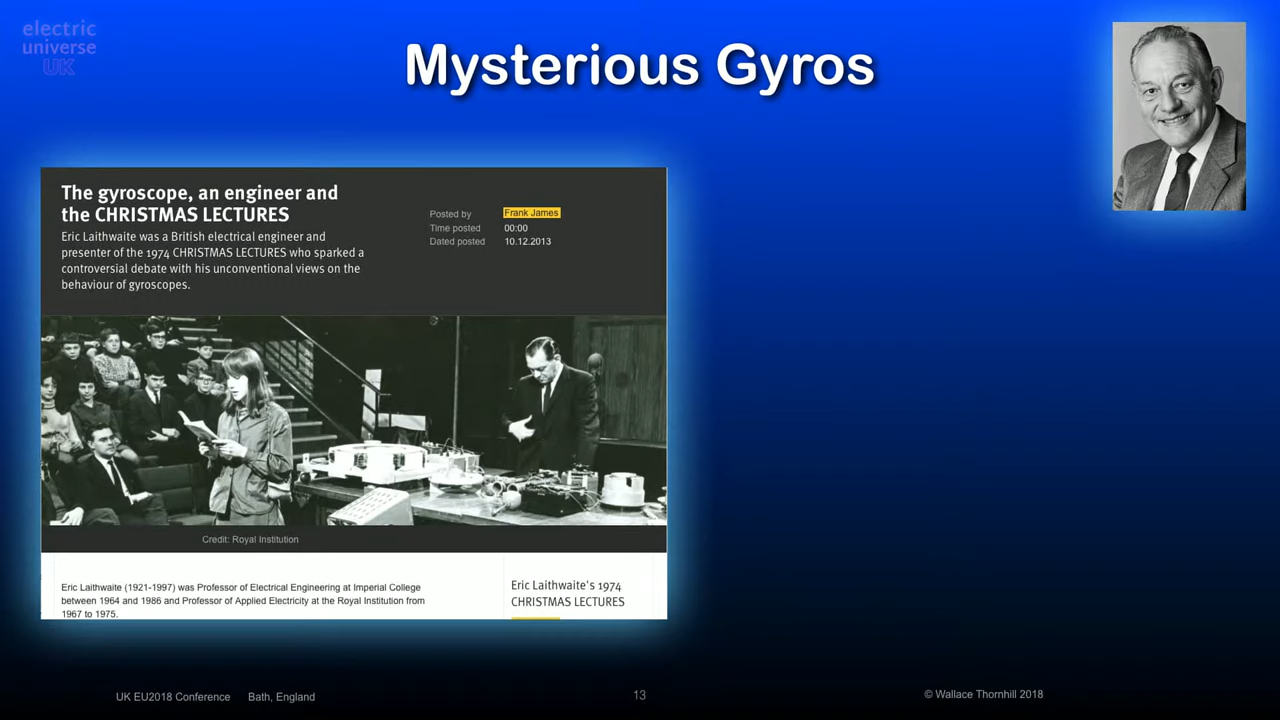 electric
universe
UK
Mysterious Gyros
The gyroscope, an engineer and
the CHRISTMAS LECTURES
Eric Laithwaite was a British electrical engineer and
presenter of the 1974 CHRISTMAS LECTURES who sparked a
controversial debate with his unconventional views on the
behaviour of gyroscopes.
Posted by Frank James
Time posted 00:00
Dated posted 10.12.2013
Credit: Royal Institution
Eric Laithwaite (1921-1997) was Professor of Electrical Engineering at Imperial College
between 1964 and 1986 and Professor of Applied Electricity at the Royal Institution from
1967 to 1975.
Eric Laithwaite's 1974
CHRISTMAS LECTURES
UK EU2018 Conference Bath, England
13
© Wallace Thornhill 2018